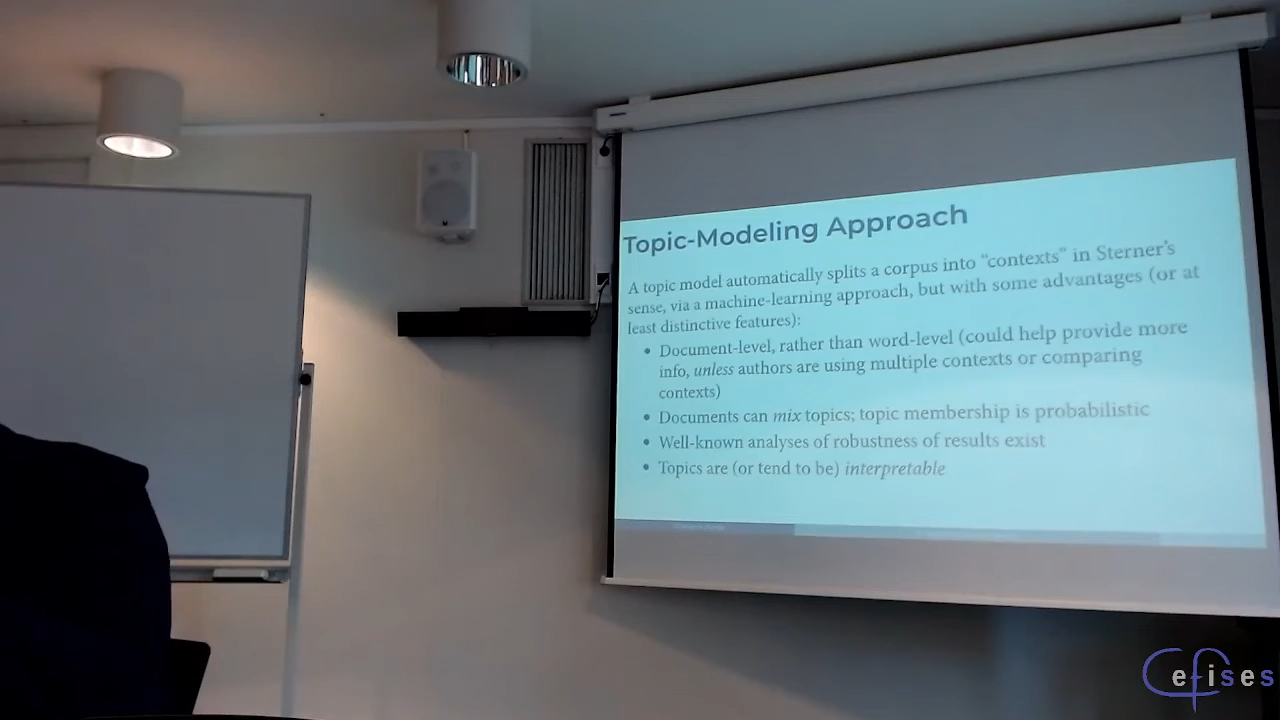 Topic-Modeling Approach
A topic model automatically splits a corpus into "contexts" in Sterner's
sense, via a machine-learning approach, but with some advantages (or at
least distinctive features):
• Document-level, rather than word-level (could help provide more
info, unless authors are using multiple contexts or comparing
contexts)
• Documents can mix topics; topic membership is probabilistic
• Well-known analyses of robustness of results exist
• Topics are (or tend to be) interpretable
Cefises